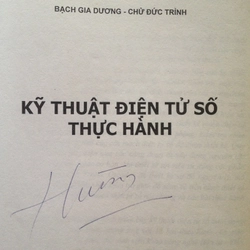 BẠCH GIA DƯƠNG - CHỬ ĐỨC TRÌNH
KỸ THUẬT ĐIỆN TỬ SỐ
THỰC HÀNH